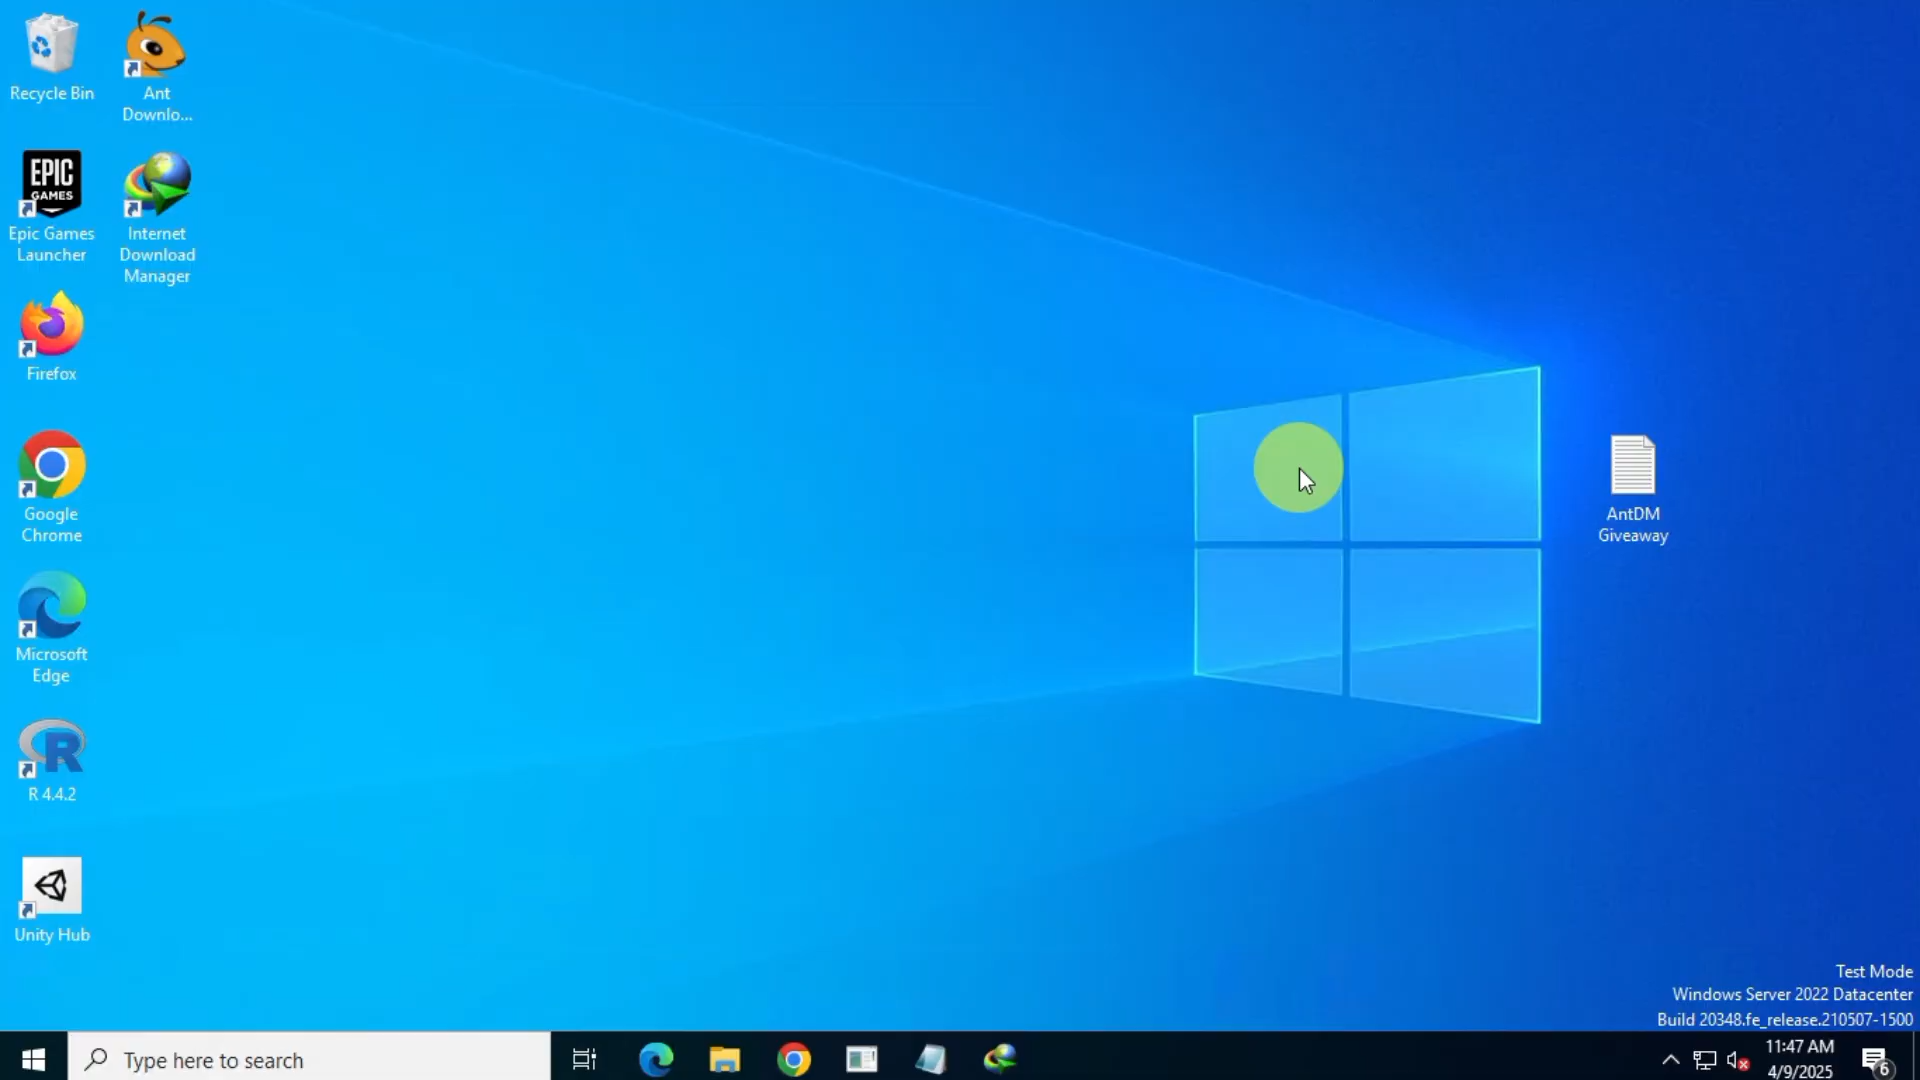 Recycle Bin
Ant
Downlo...
EPIC
GAMES
Epic Games
Launcher
Internet
Download
Manager
Firefox
Google
Chrome
AntDM
Giveaway
Microsoft
Edge
R 4.4.2
Unity Hub
Test Mode
Windows Server 2022 Datacenter
Build 20348.fe_release.210507-1500
Type here to search
11:47 AM
4/9/2025
6